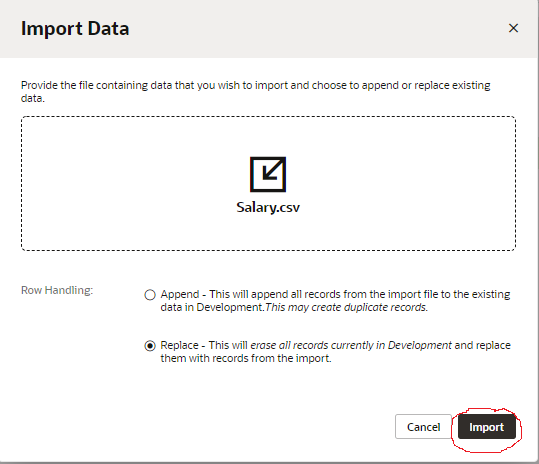 Import Data
Provide the file containing data that you wish to import and choose to append or replace existing
data.
Salary.csv
Row Handling:
Append - This will append all records from the import file to the existing
data in Development.This may create duplicate records.
Replace - This will erase all records currently in Development and replace
them with records from the import.
Cancel
Import